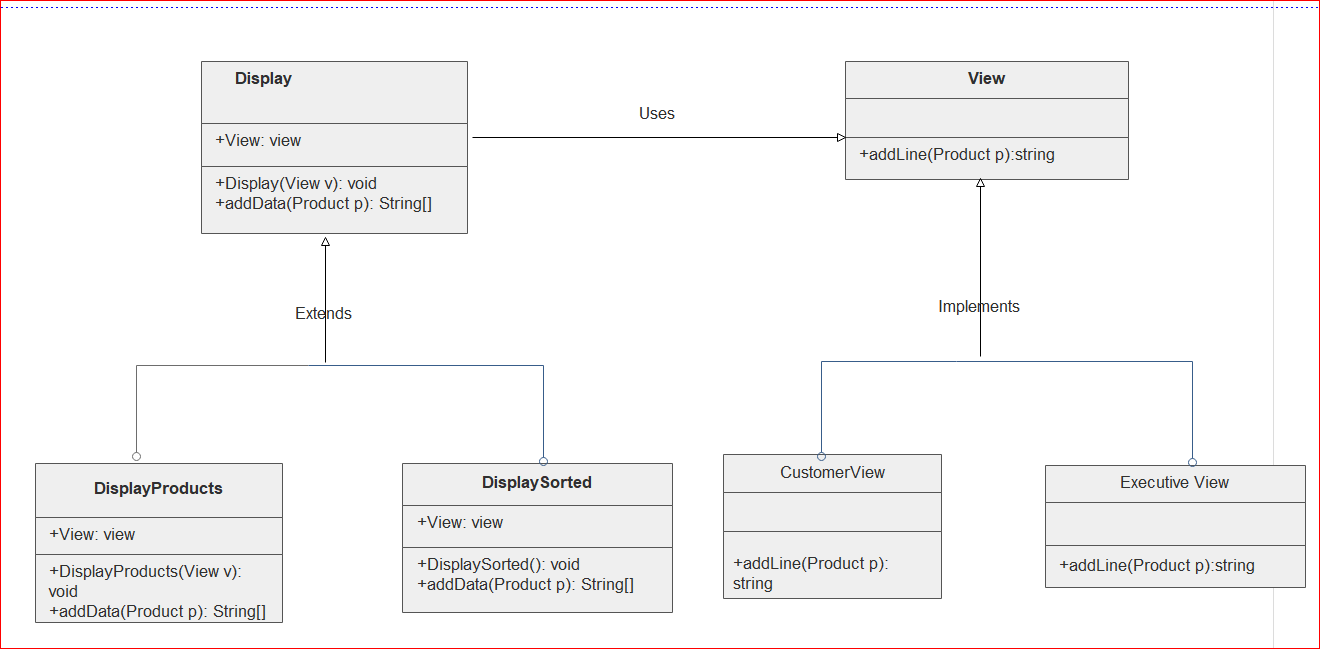 Display
+View: view
+Display(View v): void
+addData(Product p): String[]
Uses
View
+addLine(Product p):string
Extends
Implements
DisplayProducts
+View: view
+DisplayProducts(View v):
void
+addData(Product p): String[]
DisplaySorted
+View: view
+DisplaySorted(): void
+addData(Product p): String[]
CustomerView
+addLine(Product p):
string
Executive View
+addLine(Product p):string